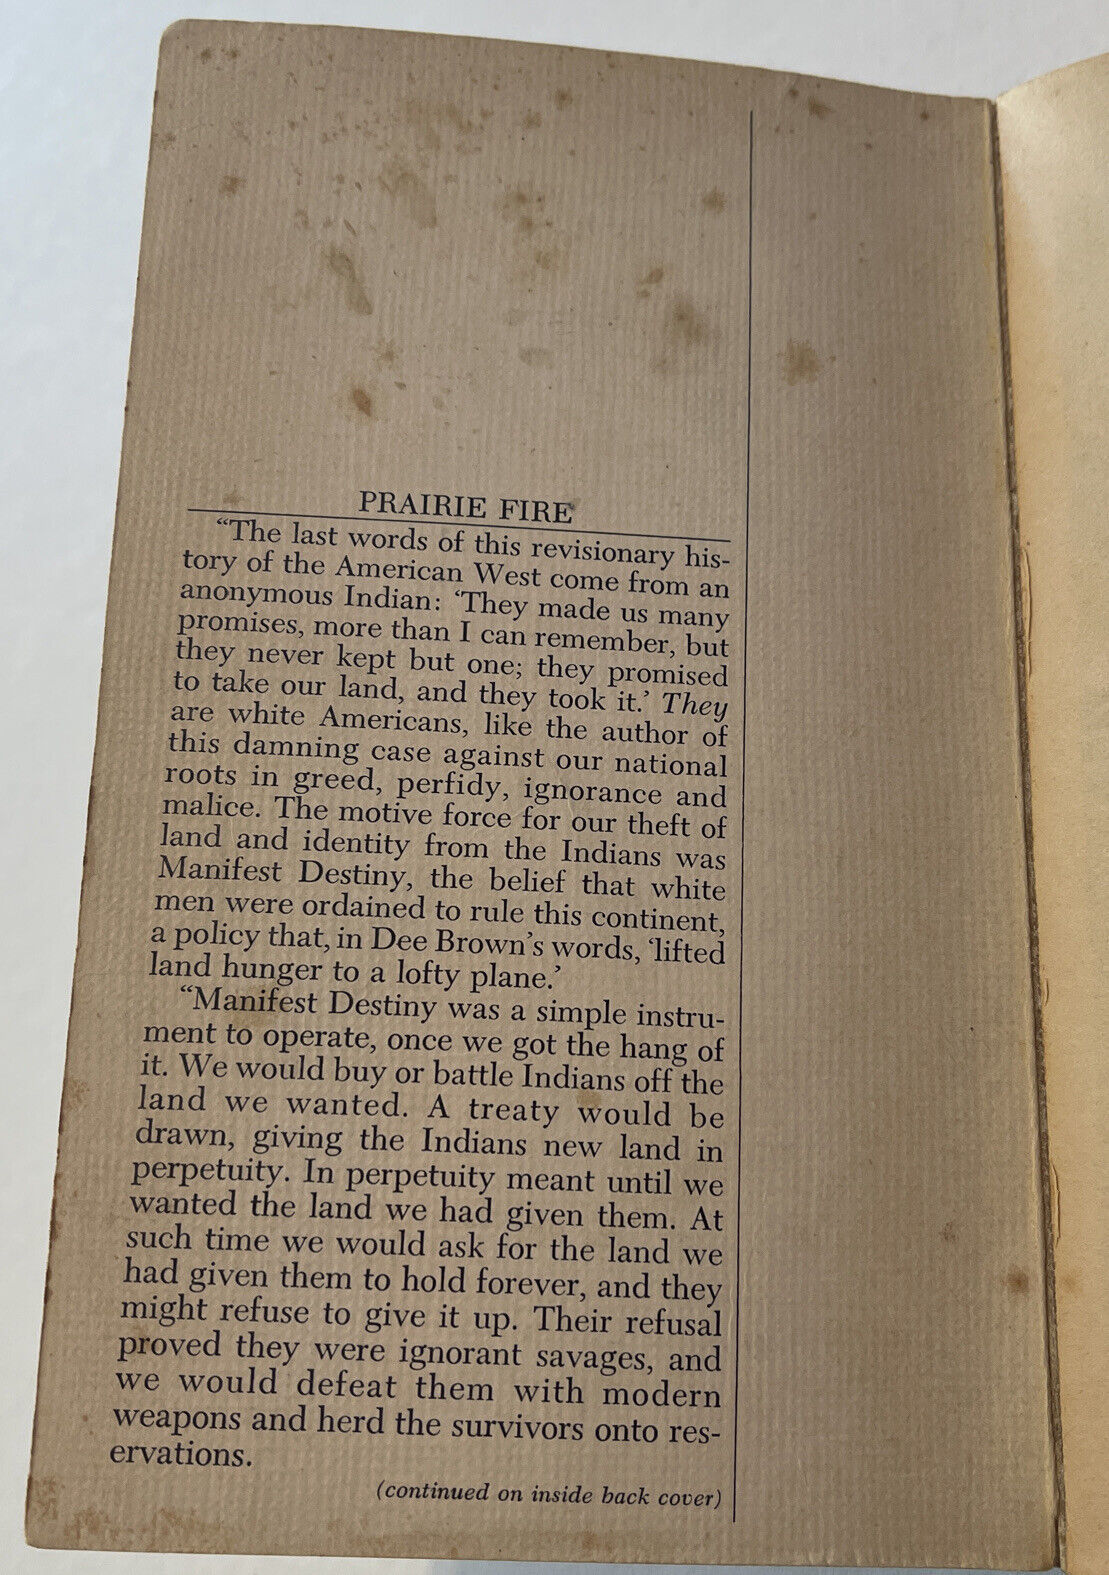 PRAIRIE FIRE
“The last words of this revisionary his-
tory of the American West come from an
anonymous Indian: ‘They made us many
promises, more than I can remember, but
they never kept but one; they promised
to take our land, and they took it.’ They
are white Americans, like the author of
this damning case against our national
roots in greed, perfidy, ignorance and
malice. The motive force for our theft of
land and identity from the Indians was
Manifest Destiny, the belief that white
men were ordained to rule this continent,
a policy that, in Dee Brown’s words, ‘lifted
land hunger to a lofty plane.’
“Manifest Destiny was a simple instru-
ment to operate, once we got the hang of
it. We would buy or battle Indians off the
land we wanted. A treaty would be
drawn, giving the Indians new land in
perpetuity. In perpetuity meant until we
wanted the land we had given them. At
such time we would ask for the land we
had given them to hold forever, and they
might refuse to give it up. Their refusal
proved they were ignorant savages, and
we would defeat them with modern
weapons and herd the survivors onto res-
ervations.
(continued on inside back cover)